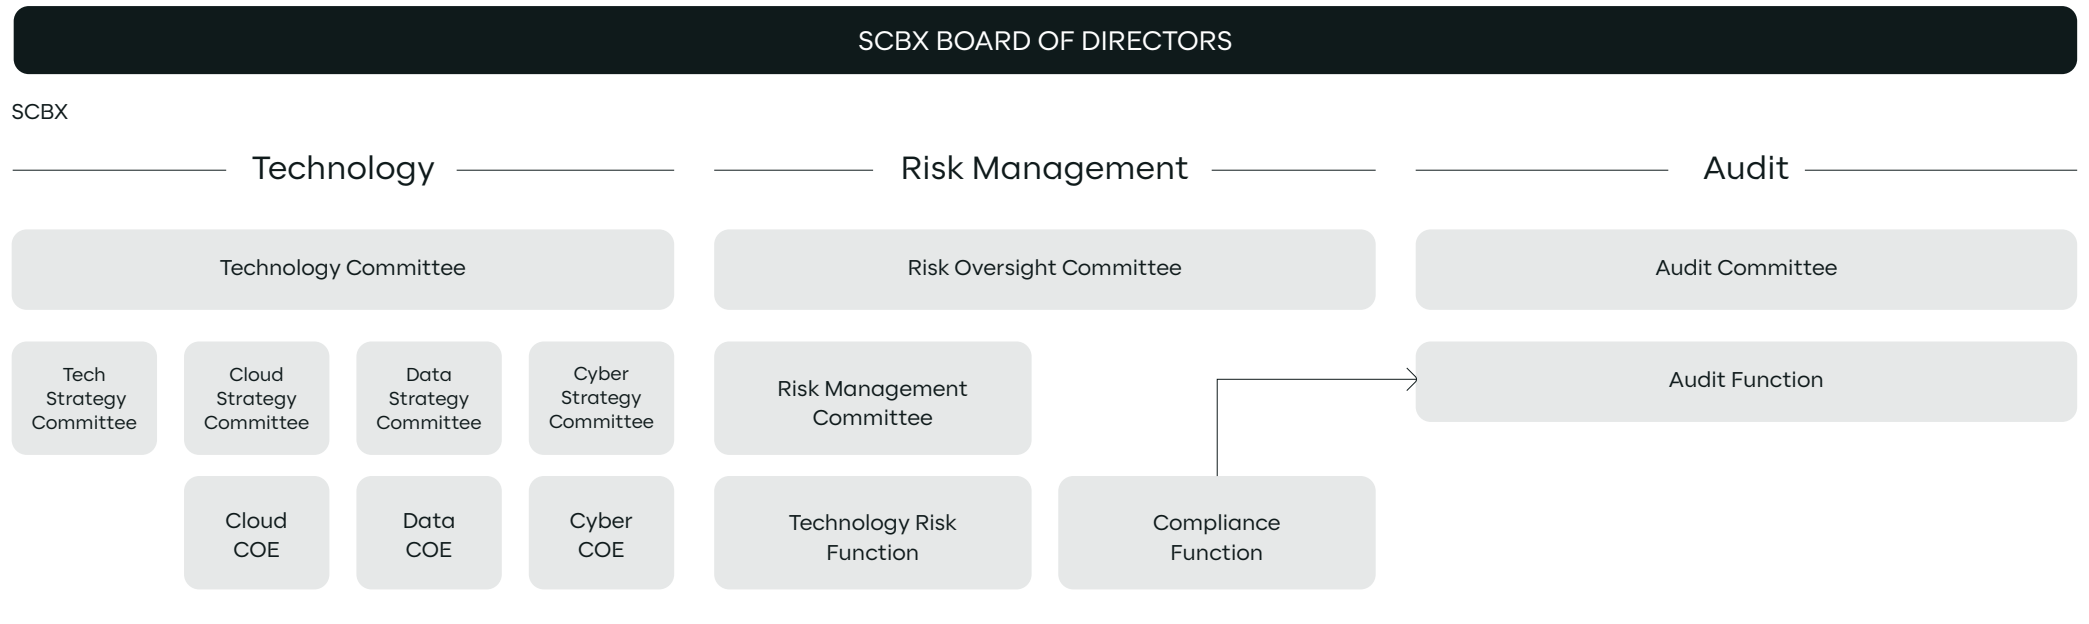 SCBX BOARD OF DIRECTORS
SCBX
Technology
Risk Management
Audit
Technology Committee
Risk Oversight Committee
Audit Committee
Tech
Strategy
Committee
Cloud
Strategy
Committee
Data
Strategy
Committee
Cyber
Strategy
Committee
Risk Management
Committee
Audit Function
Cloud
COE
Data
COE
Cyber
COE
Technology Risk
Function
Compliance
Function